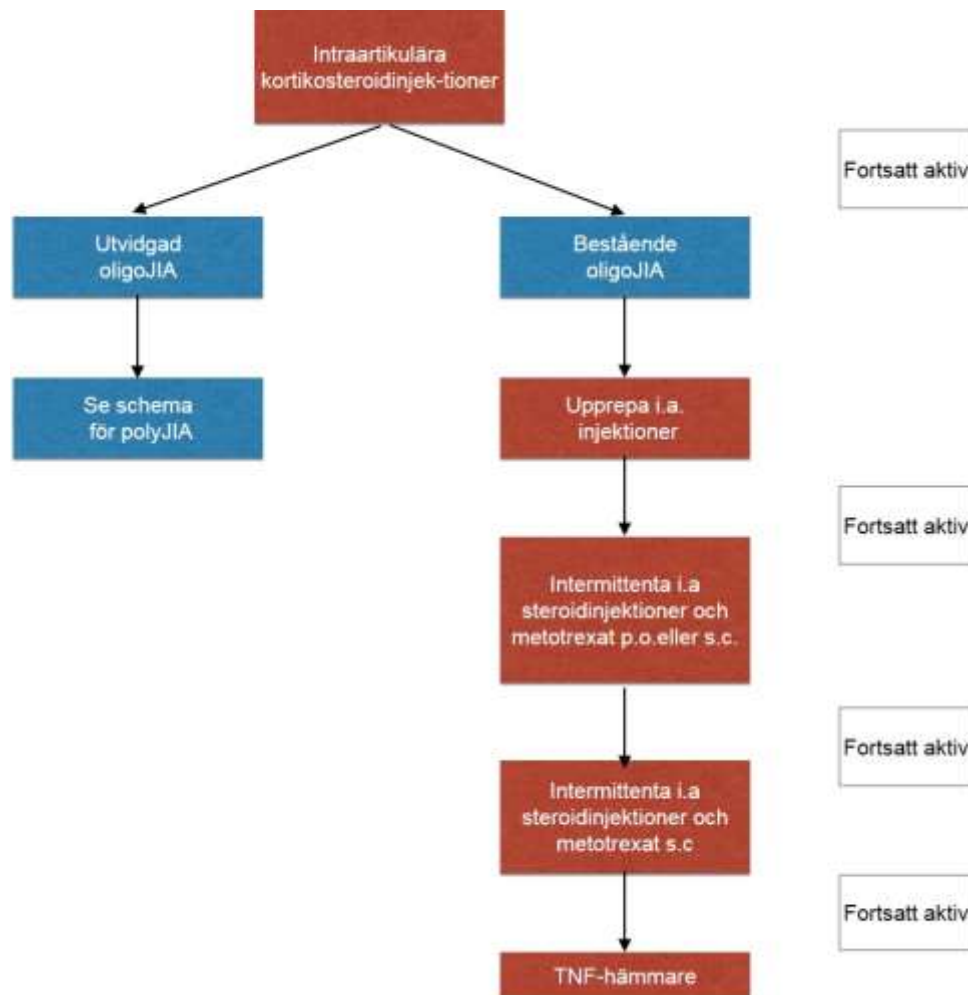 Intraartikulära
kortikosteroidinjek-tioner
Fortsatt aktiv
Utvidgad
oligoJIA
Bestående
oligoJIA
Se schema
för polyJIA
Upprepa i.a.
injektioner
Fortsatt aktiv
Intermittenta i.a
steroidinjektioner och
metotrexat p.o.eller s.c.
Fortsatt aktiv
Intermittenta i.a
steroidinjektioner och
metotrexat s.c
Fortsatt aktiv
TNF-hämmare